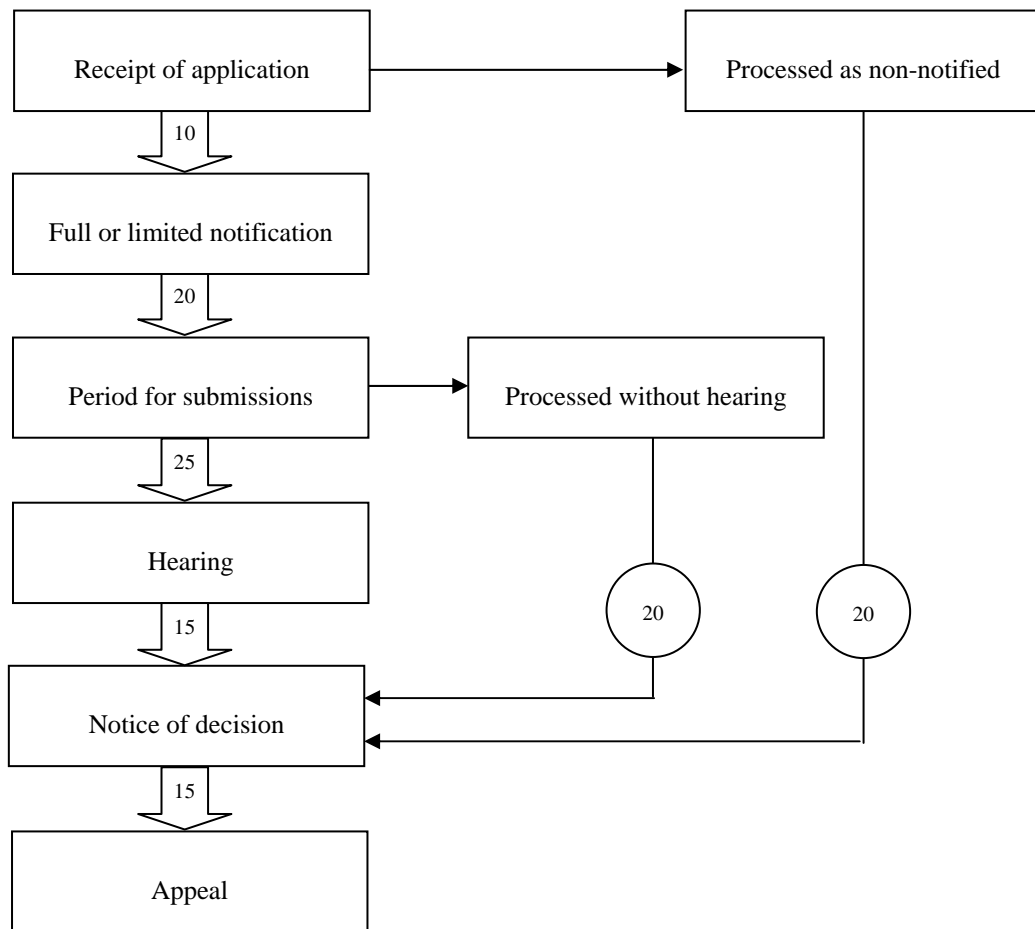 Receipt of application
Processed as non-notified
10
Full or limited notification
20
Period for submissions
Processed without hearing
25
Hearing
15
20
20
Notice of decision
15
Appeal